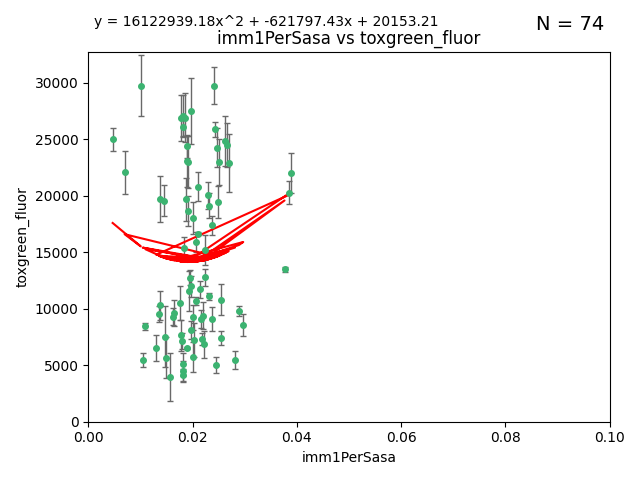 y = 16122939.18x^2 + -621797.43x + 20153.21
N = 74
imm1PerSasa vs toxgreen_fluor
30000
25000
20000
15000
10000
5000
0
toxgreen_fluor
0.00 0.02 0.04 0.06 0.08 0.10
imm1PerSasa